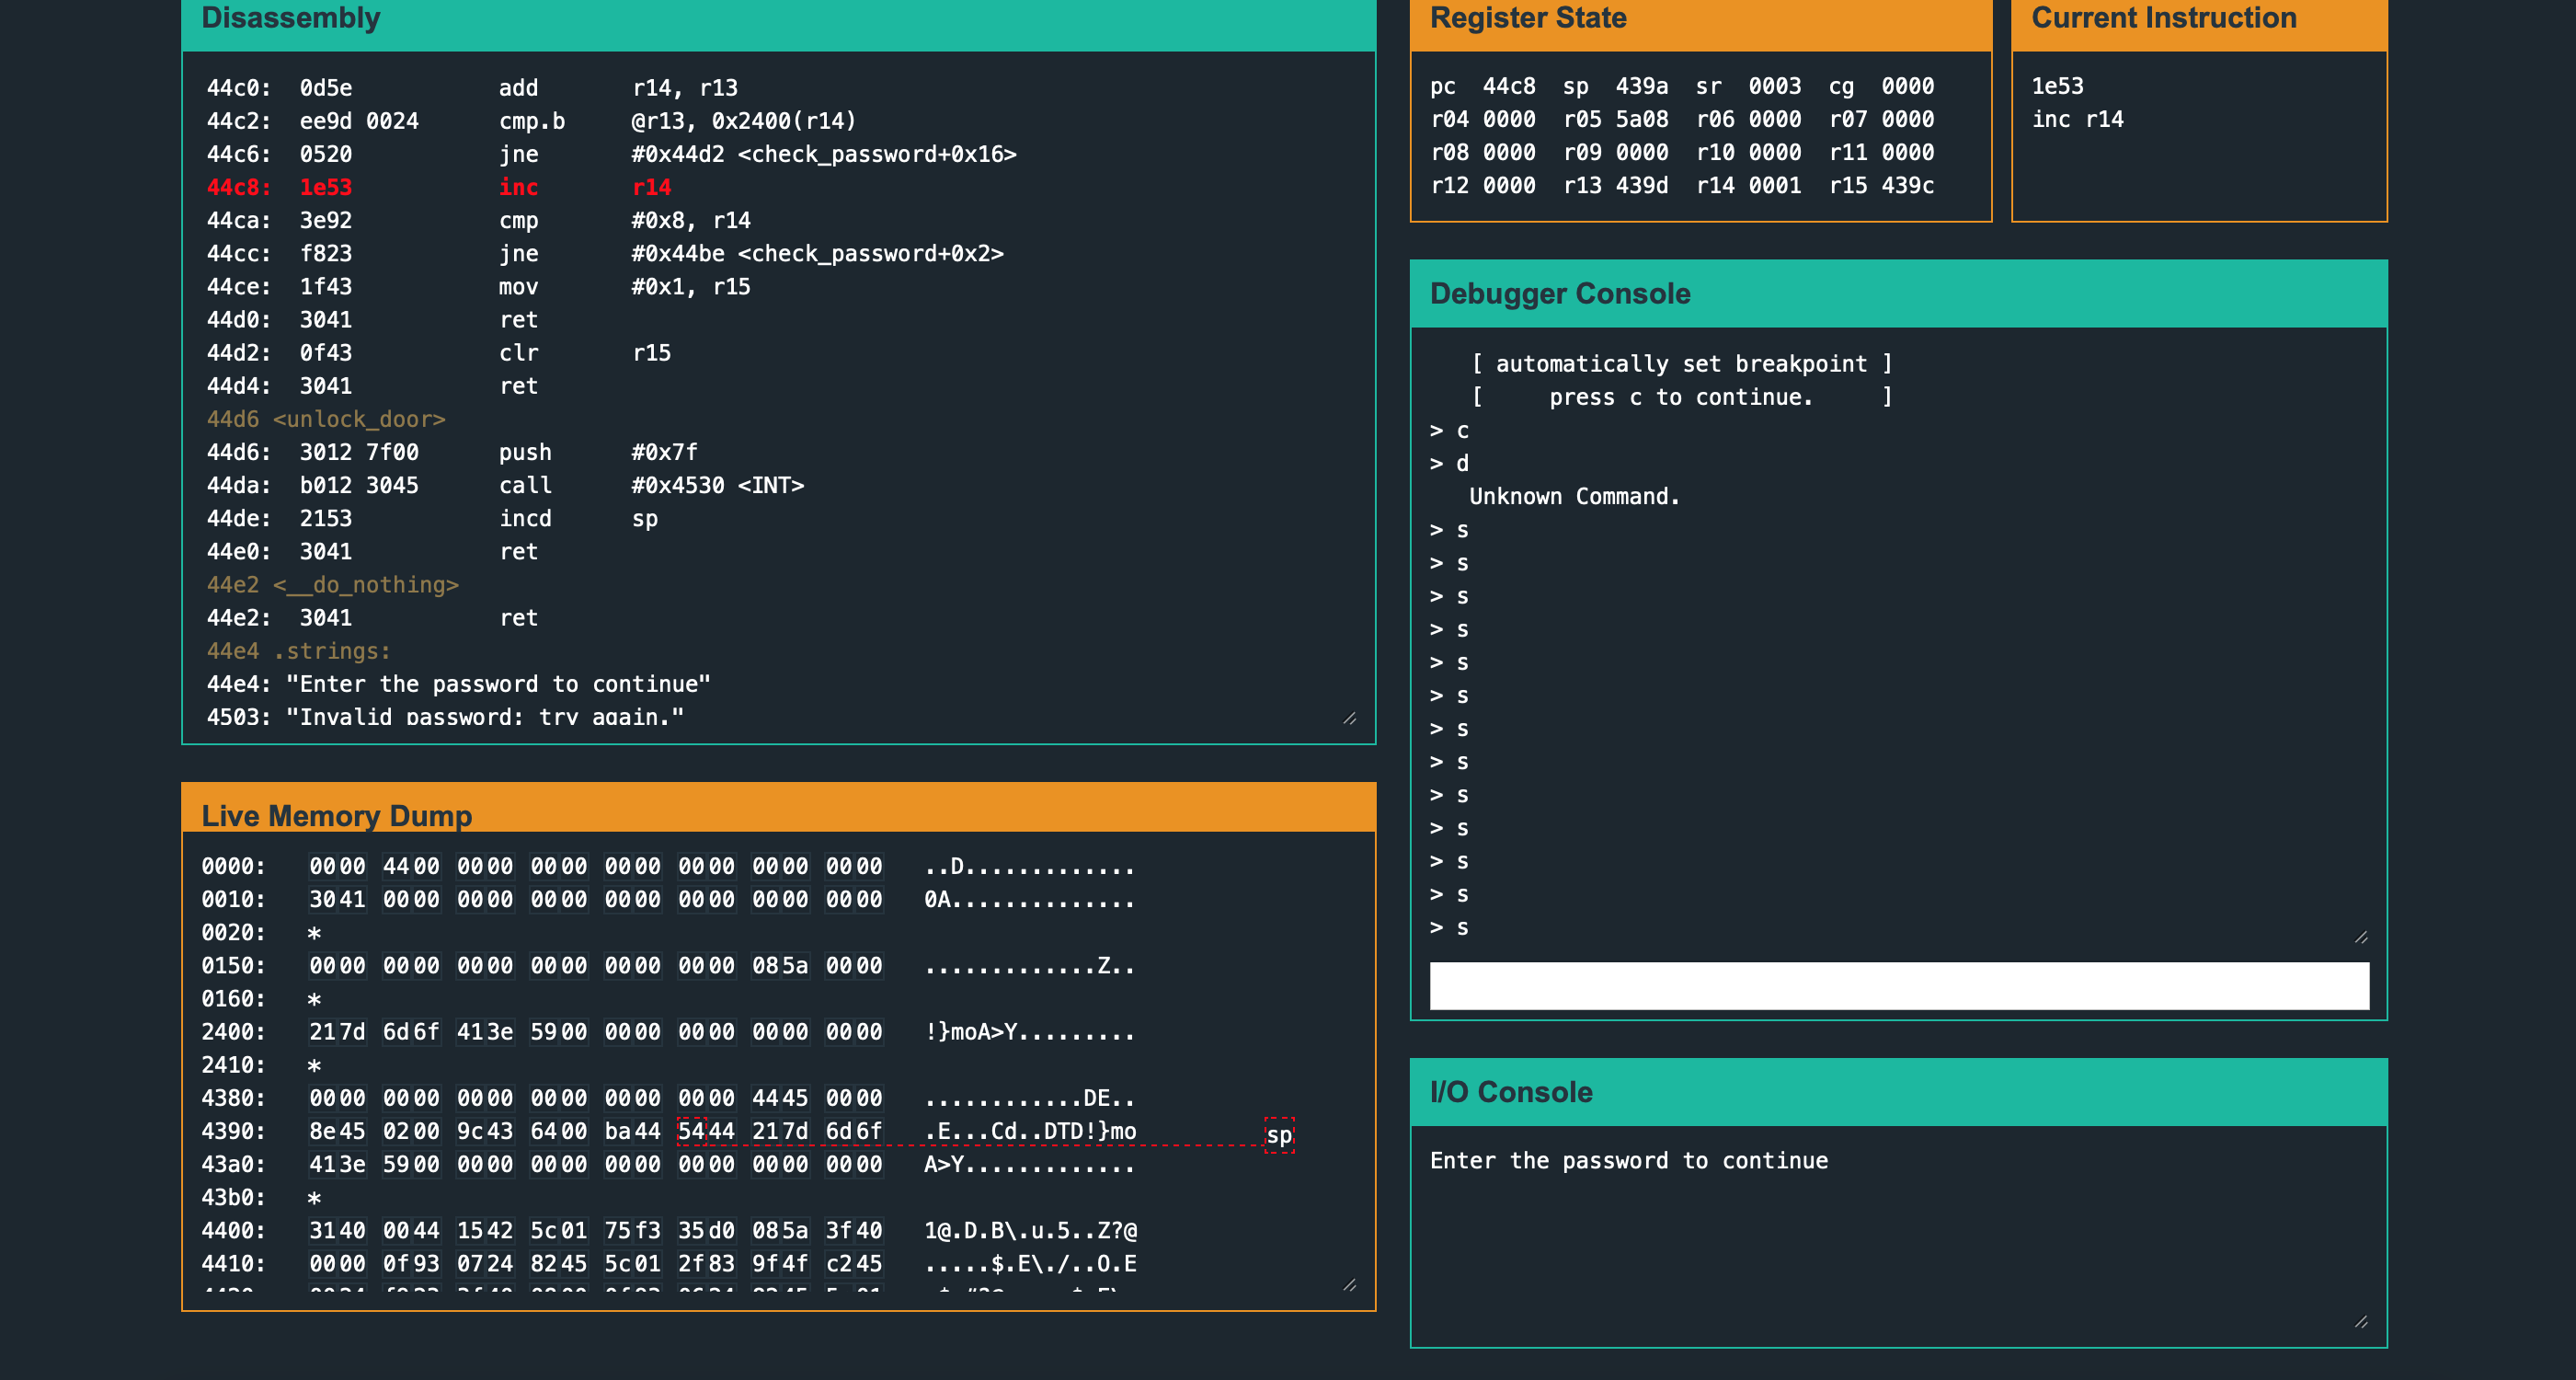 Disassembly
44c0: 0d5e add r14, r13
44c2: ee9d 0024 cmp.b @r13, 0x2400(r14)
44c6: 0520 jne #0x44d2 <check_password+0x16>
44c8: 1e53 inc r14
44ca: 3e92 cmp #0x8, r14
44cc: f823 jne #0x44be <check_password+0x2>
44ce: 1f43 mov #0x1, r15
44d0: 3041 ret
44d2: 0f43 clr r15
44d4: 3041 ret
44d6 <unlock_door>
44d6: 3012 7f00 push #0x7f
44da: b012 3045 call #0x4530 <INT>
44de: 2153 incd sp
44e0: 3041 ret
44e2 <__do_nothing>
44e2: 3041 ret
44e4 .strings:
44e4: "Enter the password to continue"
4503: "Invalid password; try again."
Live Memory Dump
0000: 0000 4400 0000 0000 0000 0000 0000 0000 ..D.............
0010: 3041 0000 0000 0000 0000 0000 0000 0000 0A..............
0020: *
0150: 0000 0000 0000 0000 0000 0000 085a 0000 .............Z..
0160: *
2400: 217d 6d6f 413e 5900 0000 0000 0000 0000 !}moA>Y.........
2410: *
4380: 0000 0000 0000 0000 0000 0000 4445 0000 ............DE..
4390: 8e45 0200 9c43 6400 ba44 5444 217d 6d6f .E...Cd..DTD!}mo
sp
43a0: 413e 5900 0000 0000 0000 0000 0000 0000 A>Y.............
43b0: *
4400: 3140 0044 1542 5c01 75f3 35d0 085a 3f40 1@.D.B\.u.5..Z?@
4410: 0000 0f93 0724 8245 5c01 2f83 9f4f c245 .....$.E\./..O.E
Register State
pc 44c8 sp 439a sr 0003 cg 0000
r04 0000 r05 5a08 r06 0000 r07 0000
r08 0000 r09 0000 r10 0000 r11 0000
r12 0000 r13 439d r14 0001 r15 439c
Current Instruction
1e53
inc r14
Debugger Console
[ automatically set breakpoint ]
[ press c to continue. ]
> c
> d
Unknown Command.
> s
> s
> s
> s
> s
> s
> s
> s
> s
> s
> s
> s
> s
I/O Console
Enter the password to continue